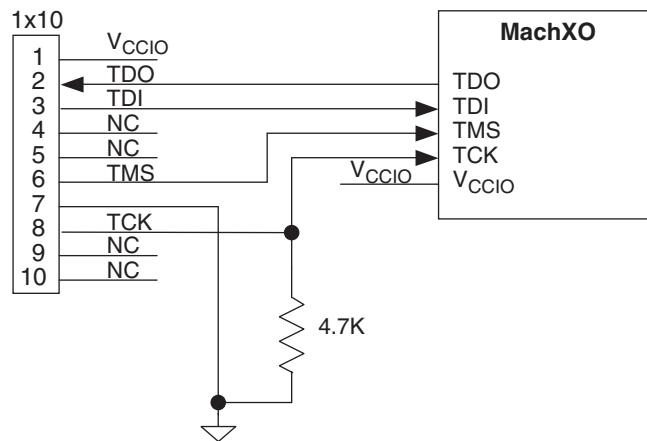 1x10
MachXO
1 VCCIO
2 TDO
3 TDI
4 NC
5 NC
6 TMS
7
8 TCK
9 NC
10 NC
TDO
TDI
TMS
TCK
VCCIO VCCIO
4.7K